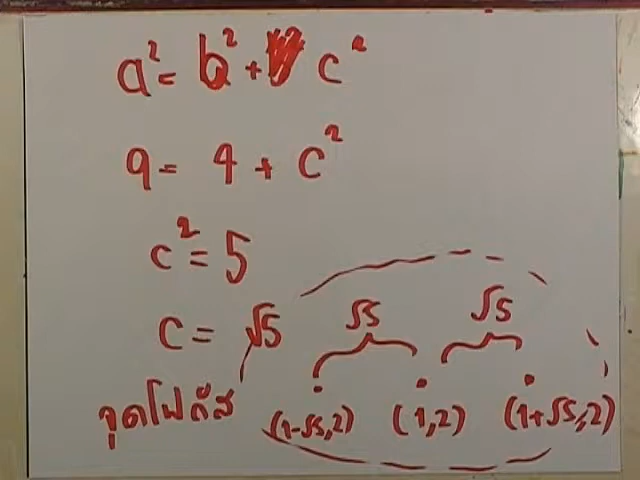 a² = b² + c²
9 = 4 + c²
c² = 5
c = √5
√5 √5
จุดโฟกัส (1-√5,2) (1,2) (1+√5,2)